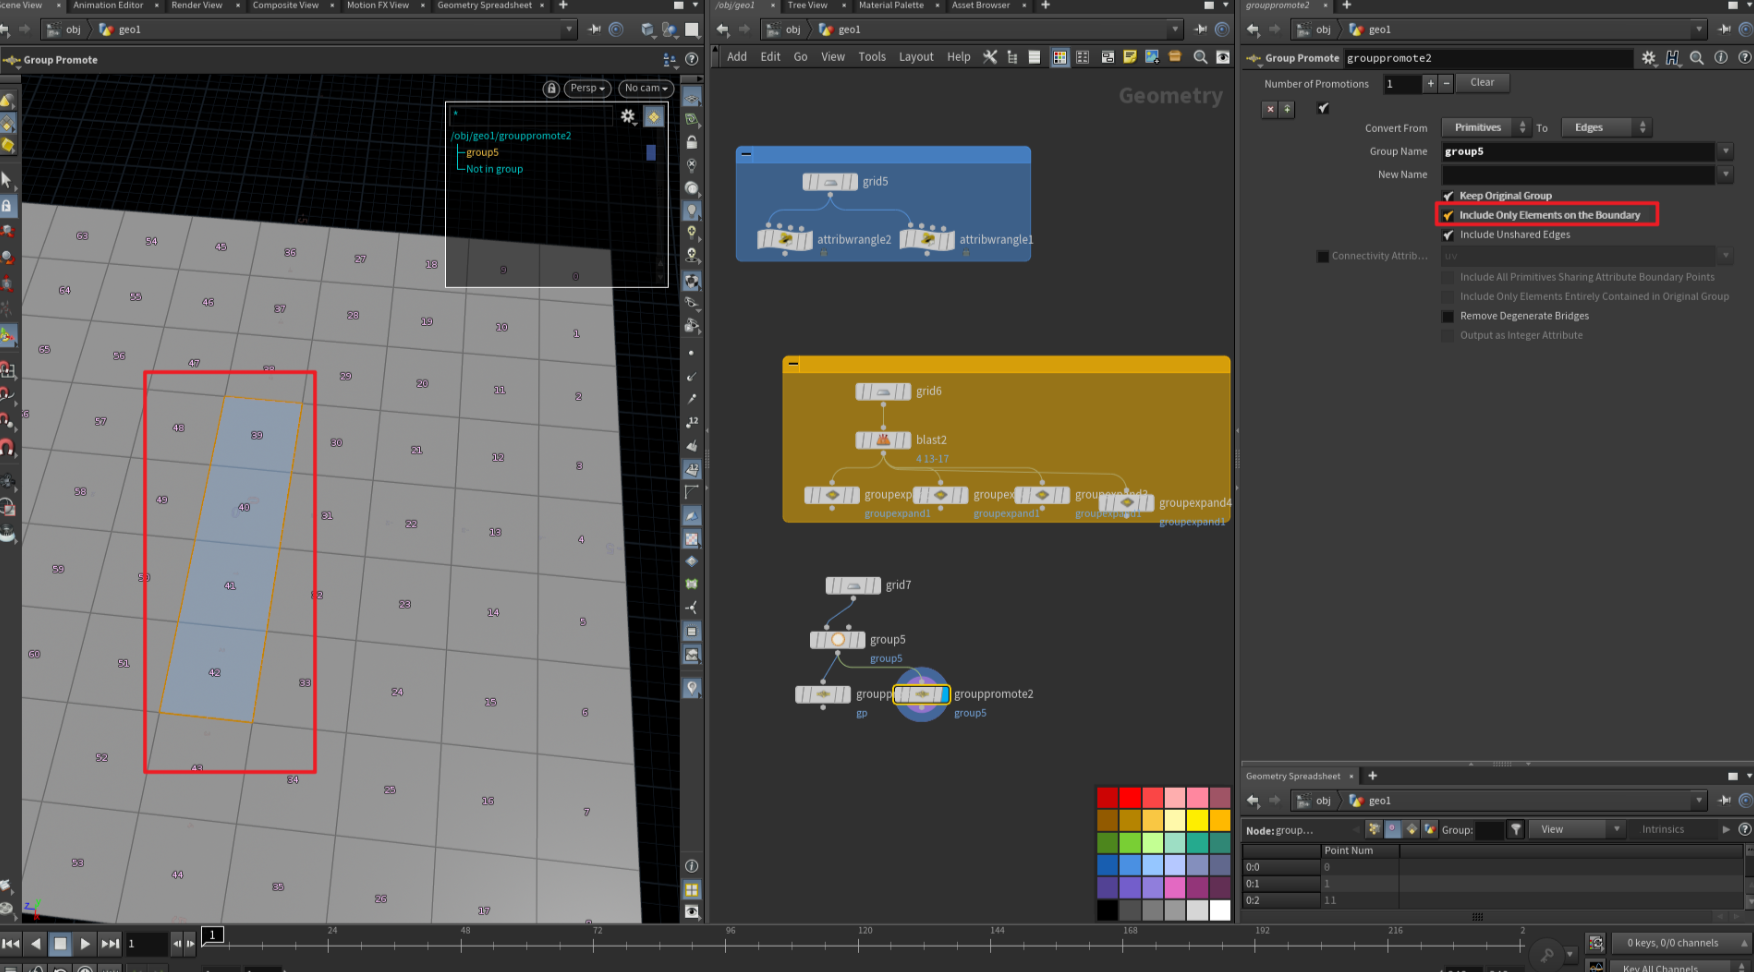 Scene View
Animation Editor
Render View
Composite View
Motion FX View
Geometry Spreadsheet
obj
geo1
Group Promote
Persp
No cam
*
/obj/geo1/grouppromote2
group5
Not in group
63
54
45
36
27
18
9
0
64
55
46
37
28
19
10
1
65
56
47
38
29
20
11
2
57
48
39
30
21
12
3
58
49
40
31
22
13
4
59
50
41
32
23
14
5
60
51
42
33
24
15
6
52
43
34
25
16
7
53
44
35
26
17
/obj/geo1
Tree View
Material Palette
Asset Browser
obj
geo1
Add
Edit
Go
View
Tools
Layout
Help
Geometry
grid5
attribwrangle2
attribwrangle1
grid6
blast2
4 13-17
groupexp
groupex
groupexpand4
groupexpand1
groupexpand1
groupexpand1
groupexpand1
grid7
group5
group5
groupp
gp
grouppromote2
group5
grouppromote2
obj
geo1
Group Promote
grouppromote2
Number of Promotions
1
Clear
Convert From
Primitives
To
Edges
Group Name
group5
New Name
Keep Original Group
Include Only Elements on the Boundary
Include Unshared Edges
Connectivity Attrib...
uv
Include All Primitives Sharing Attribute Boundary Points
Include Only Elements Entirely Contained in Original Group
Remove Degenerate Bridges
Output as Integer Attribute
Geometry Spreadsheet
obj
geo1
Node: group...
Group:
View
Intrinsics
Point Num
0:0
0
0:1
1
0:2
11
1
1
24
48
72
96
120
144
168
192
216
2
0 keys, 0/0 channels
Key All Channels